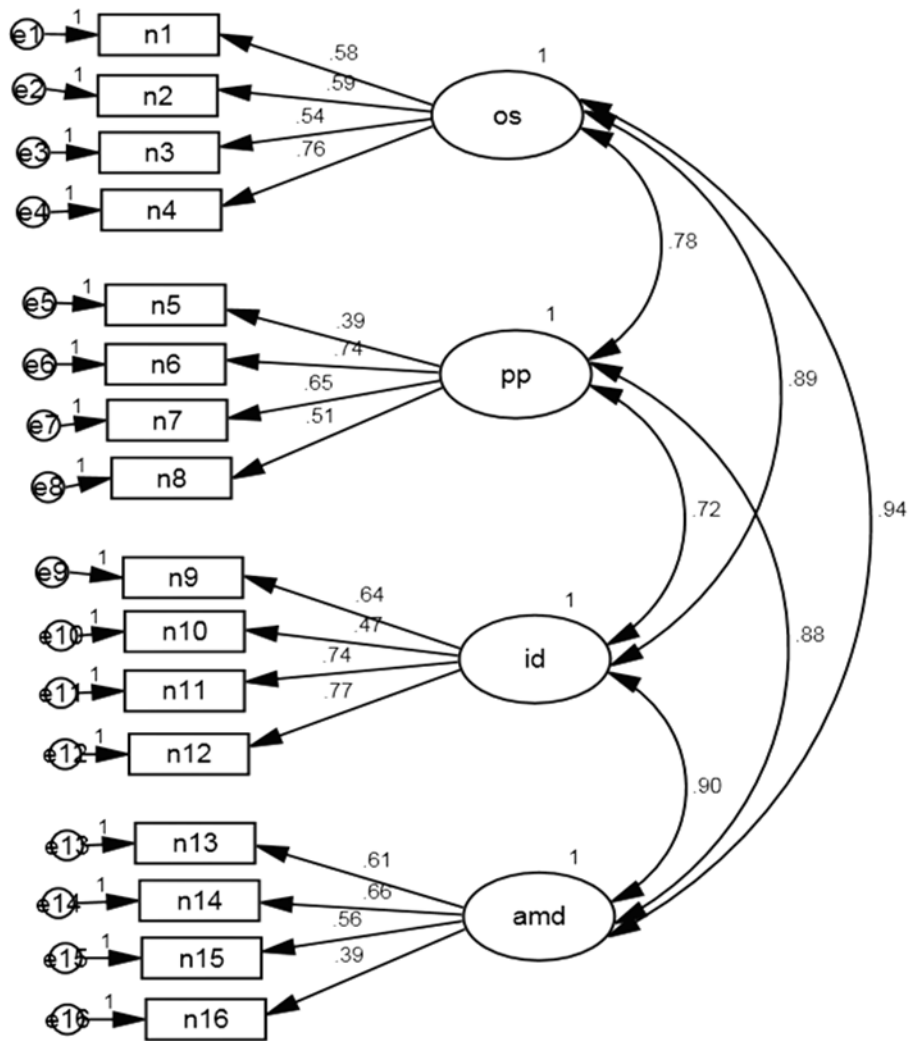 e1 1 n1
.58
1
os
e2 1 n2
.59
e3 1 n3
.54
e4 1 n4
.76
.78
e5 1 n5
.39
1
pp
e6 1 n6
.74
e7 1 n7
.65
e8 1 n8
.51
.89
.72
.94
e9 1 n9
.64
1
id
e10 1 n10
.47
e11 1 n11
.74
e12 1 n12
.77
.88
.90
e13 1 n13
.61
1
amd
e14 1 n14
.66
e15 1 n15
.56
e16 1 n16
.39